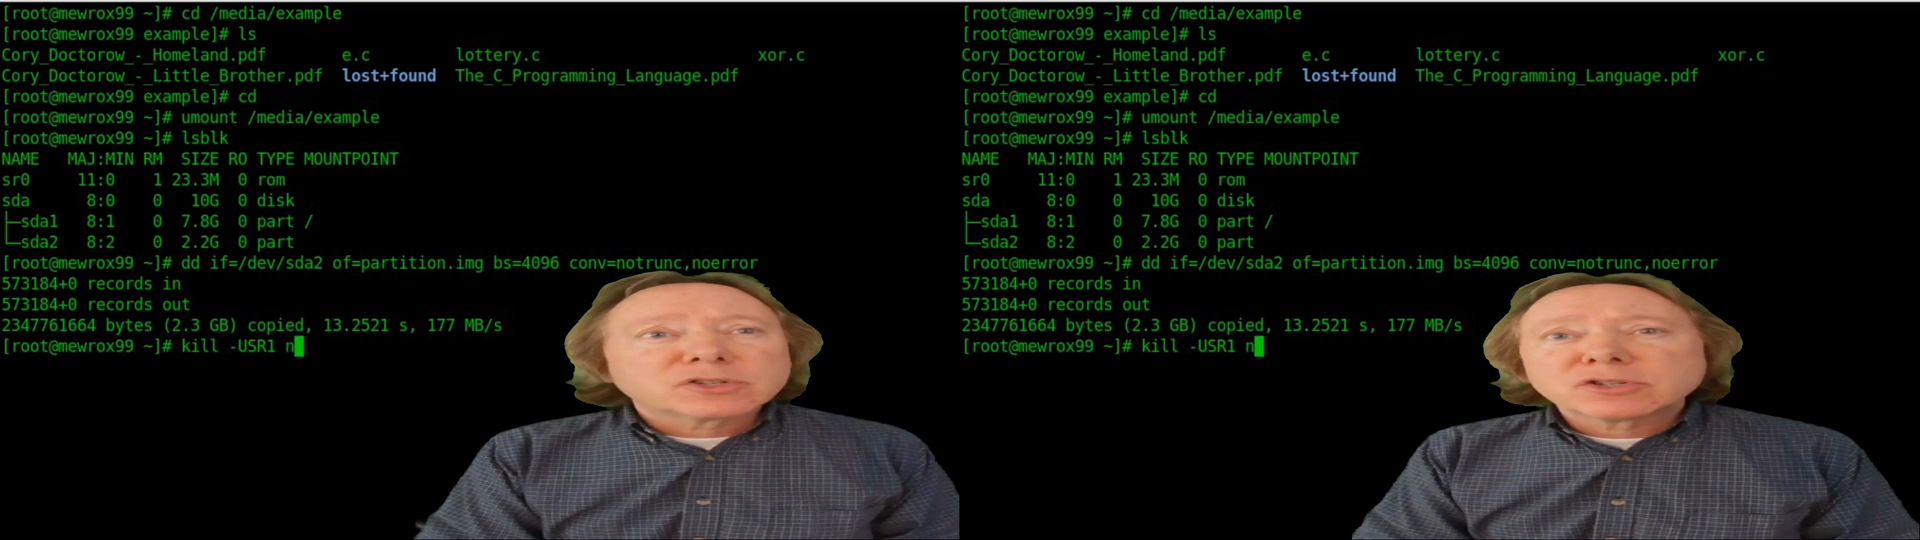 [root@mewrox99 ~]# cd /media/example
[root@mewrox99 example]# ls
Cory_Doctorow_-_Homeland.pdf e.c lottery.c xor.c
Cory_Doctorow_-_Little_Brother.pdf lost+found The_C_Programming_Language.pdf
[root@mewrox99 example]# cd
[root@mewrox99 ~]# umount /media/example
[root@mewrox99 ~]# lsblk
NAME MAJ:MIN RM SIZE RO TYPE MOUNTPOINT
sr0 11:0 1 23.3M 0 rom
sda 8:0 0 10G 0 disk
├─sda1 8:1 0 7.8G 0 part /
└─sda2 8:2 0 2.2G 0 part
[root@mewrox99 ~]# dd if=/dev/sda2 of=partition.img bs=4096 conv=notrunc,noerror
573184+0 records in
573184+0 records out
2347761664 bytes (2.3 GB) copied, 13.2521 s, 177 MB/s
[root@mewrox99 ~]# kill -USR1 n
[root@mewrox99 ~]# cd /media/example
[root@mewrox99 example]# ls
Cory_Doctorow_-_Homeland.pdf e.c lottery.c xor.c
Cory_Doctorow_-_Little_Brother.pdf lost+found The_C_Programming_Language.pdf
[root@mewrox99 example]# cd
[root@mewrox99 ~]# umount /media/example
[root@mewrox99 ~]# lsblk
NAME MAJ:MIN RM SIZE RO TYPE MOUNTPOINT
sr0 11:0 1 23.3M 0 rom
sda 8:0 0 10G 0 disk
├─sda1 8:1 0 7.8G 0 part /
└─sda2 8:2 0 2.2G 0 part
[root@mewrox99 ~]# dd if=/dev/sda2 of=partition.img bs=4096 conv=notrunc,noerror
573184+0 records in
573184+0 records out
2347761664 bytes (2.3 GB) copied, 13.2521 s, 177 MB/s
[root@mewrox99 ~]# kill -USR1 n